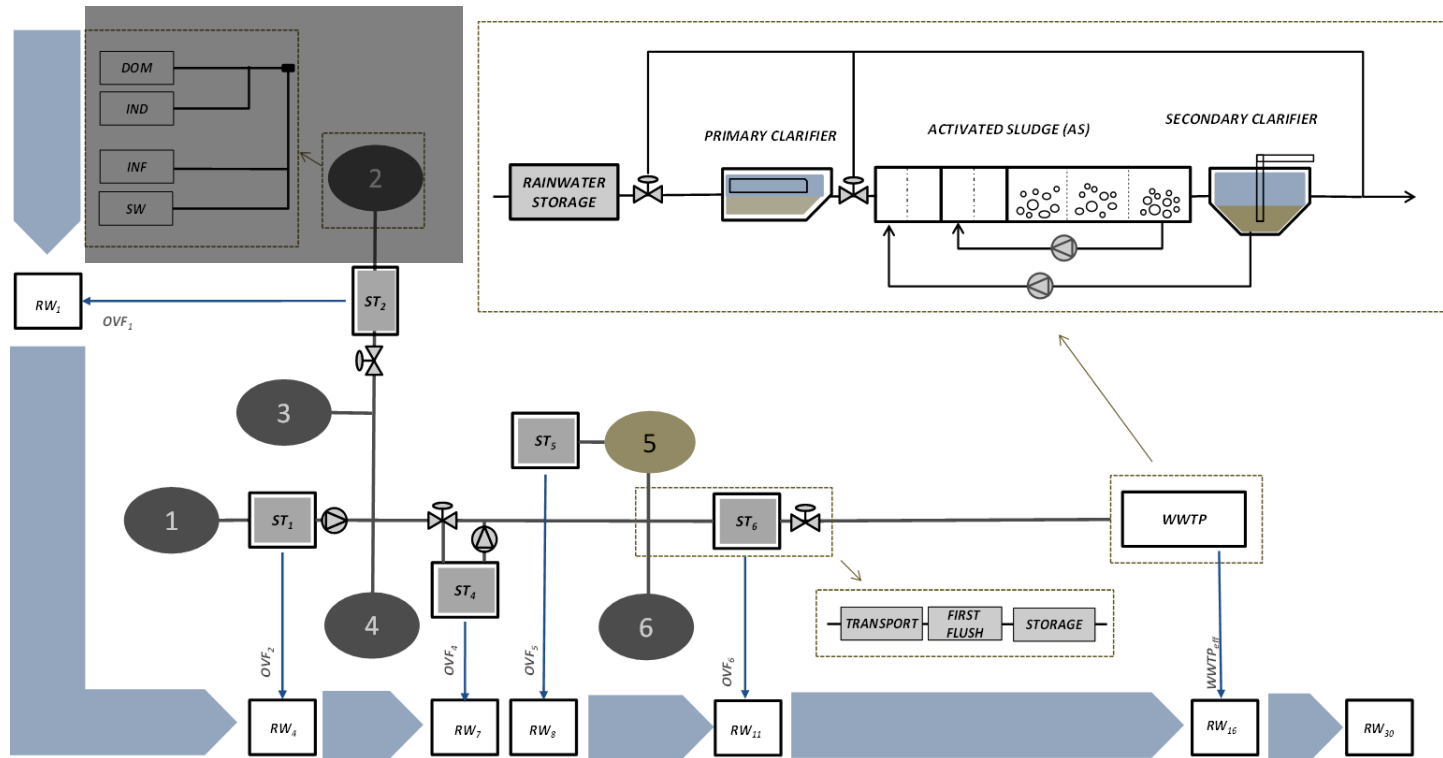 DOM
IND
INF
SW
2
PRIMARY CLARIFIER
ACTIVATED SLUDGE (AS)
SECONDARY CLARIFIER
RAINWATER
STORAGE
RW1
OVF1
ST2
3
ST5
5
1
ST1
ST4
4
6
ST6
WWTP
TRANSPORT
FIRST
FLUSH
STORAGE
OVF2
OVF4
OVF5
OVF6
WWTPeff
RW4
RW7
RW8
RW11
RW16
RW30